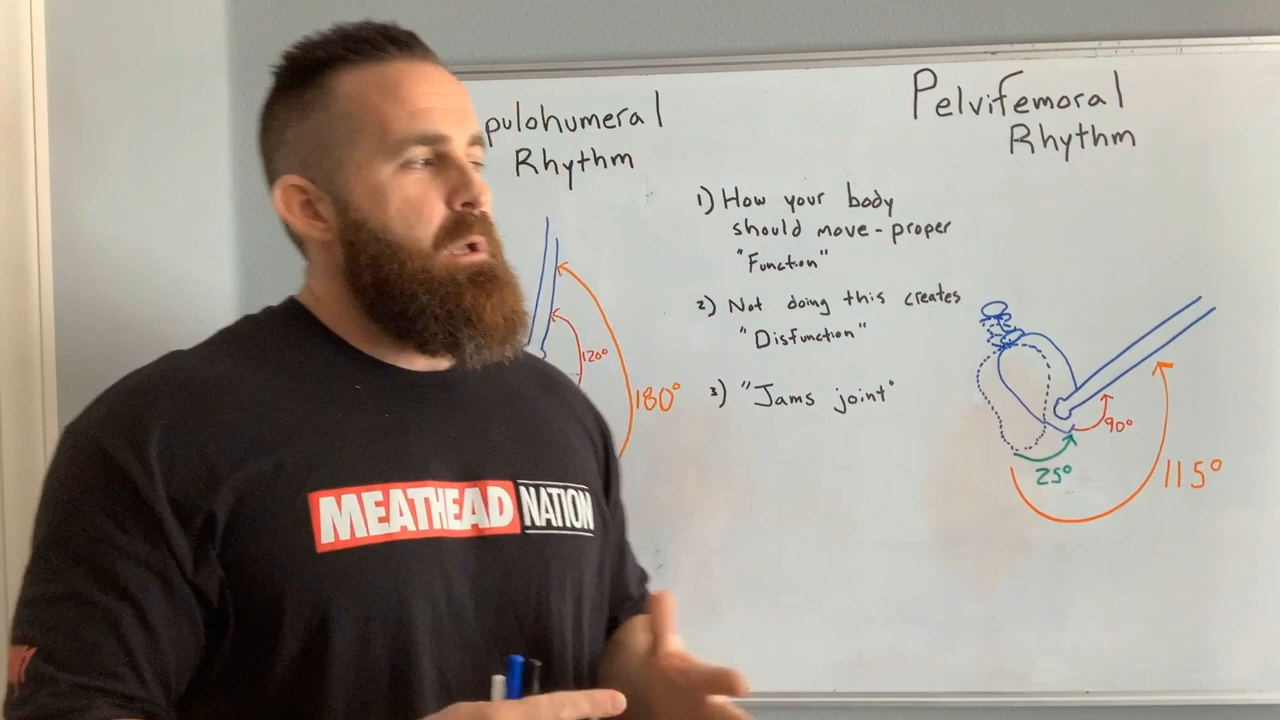 pulohumeral
Rhythm
120°
180°
1) How your body
should move - proper
"Function"
2) Not doing this creates
"Disfunction"
3) "Jams joint"
Pelvifemoral
Rhythm
90°
25°
115°
MEATHEAD NATION